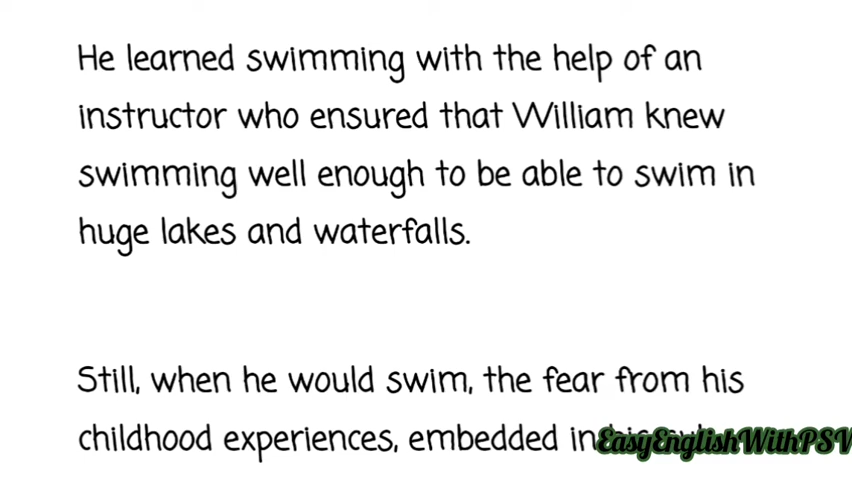 He learned swimming with the help of an
instructor who ensured that William knew
swimming well enough to be able to swim in
huge lakes and waterfalls.
Still, when he would swim, the fear from his
childhood experiences, embedded in
EasyEnglishWithPSV